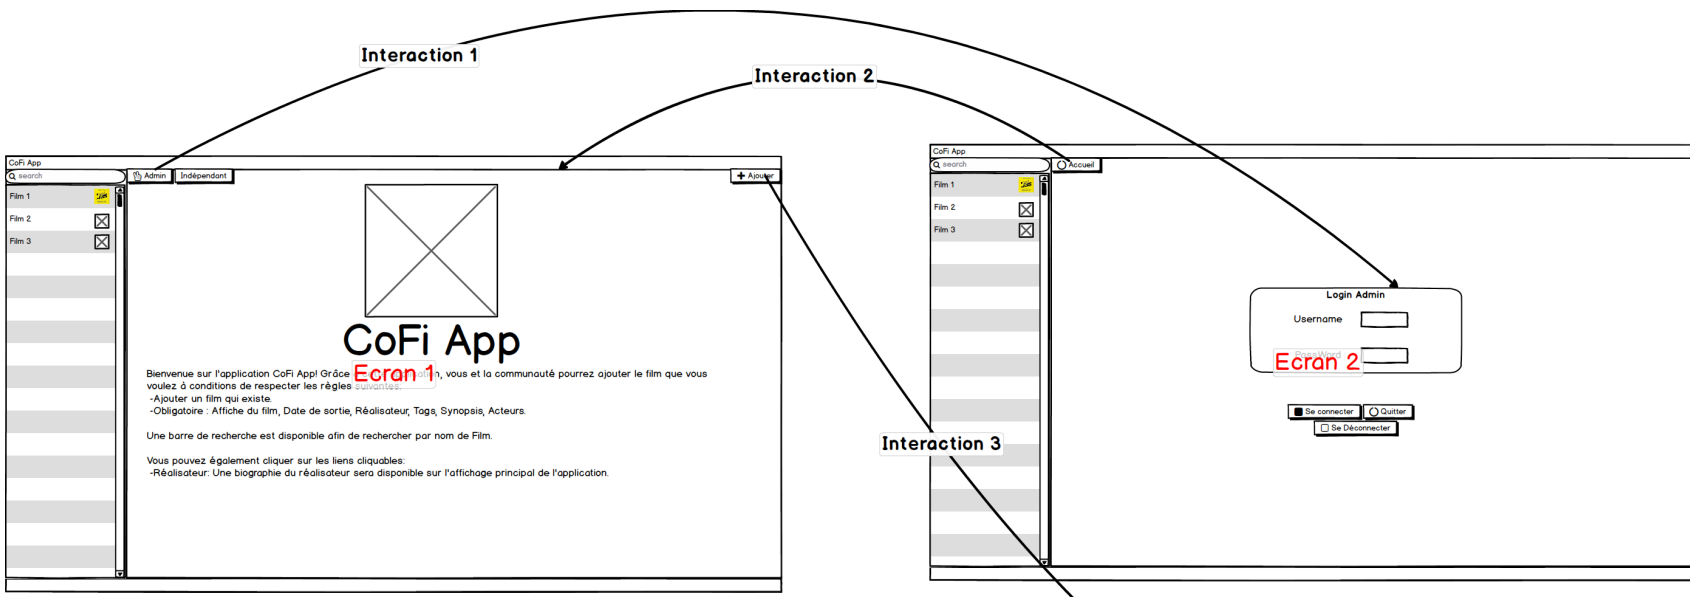 Interaction 1
Interaction 2
CoFi App
search
Admin
Indépendant
Ajouter
Film 1
Film 2
Film 3
CoFi App
Ecran 1
Bienvenue sur l'application CoFi App! Grâce n, vous et la communauté pourrez ajouter le film que vous
voulez à conditions de respecter les règles suivantes:
-Ajouter un film qui existe.
-Obligatoire : Affiche du film, Date de sortie, Réalisateur, Tags, Synopsis, Acteurs.
Une barre de recherche est disponible afin de rechercher par nom de Film.
Vous pouvez également cliquer sur les liens cliquables:
-Réalisateur: Une biographie du réalisateur sera disponible sur l'affichage principal de l'application.
Interaction 3
CoFi App
search
Accueil
Film 1
Film 2
Film 3
Login Admin
Username
PassWord
Ecran 2
Se connecter
Quitter
Se Déconnecter